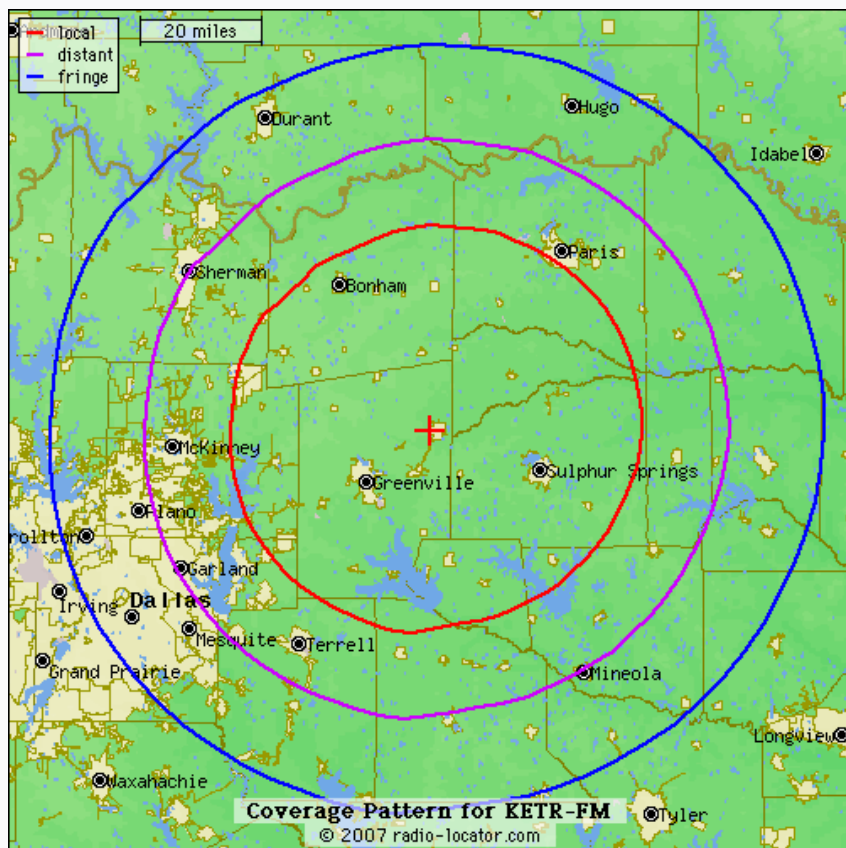 local
distant
fringe
20 miles
Durant
Hugo
Idabel
Paris
Sherman
Bonham
McKinney
Greenville
Sulphur Springs
Plano
rollton
Garland
Irving
Dallas
Mesquite
Terrell
Grand Prairie
Mineola
Longview
Waxahachie
Tyler
Coverage Pattern for KETR-FM
© 2007 radio-locator.com